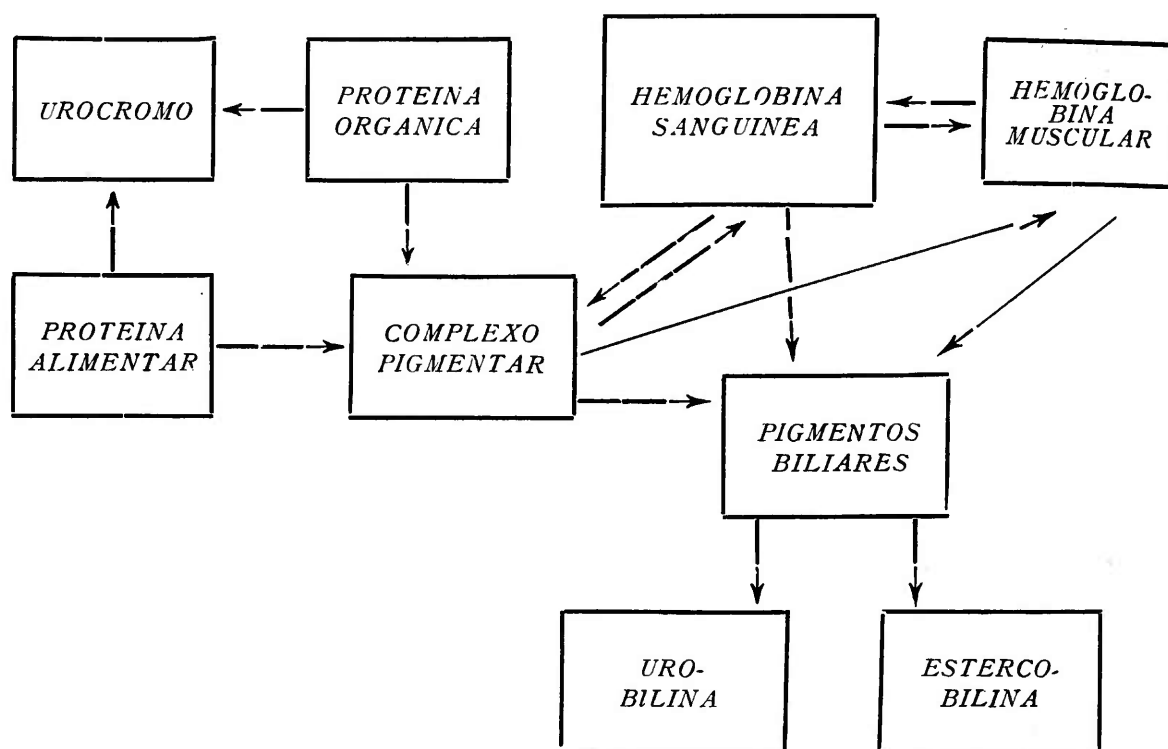 UROCROMO
PROTEINA
ORGANICA
HEMOGLOBINA
SANGUINEA
HEMOGLO-
BINA
MUSCULAR
PROTEINA
ALIMENTAR
COMPLEXO
PIGMENTAR
PIGMENTOS
BILIARES
URO-
BILINA
ESTERCO-
BILINA